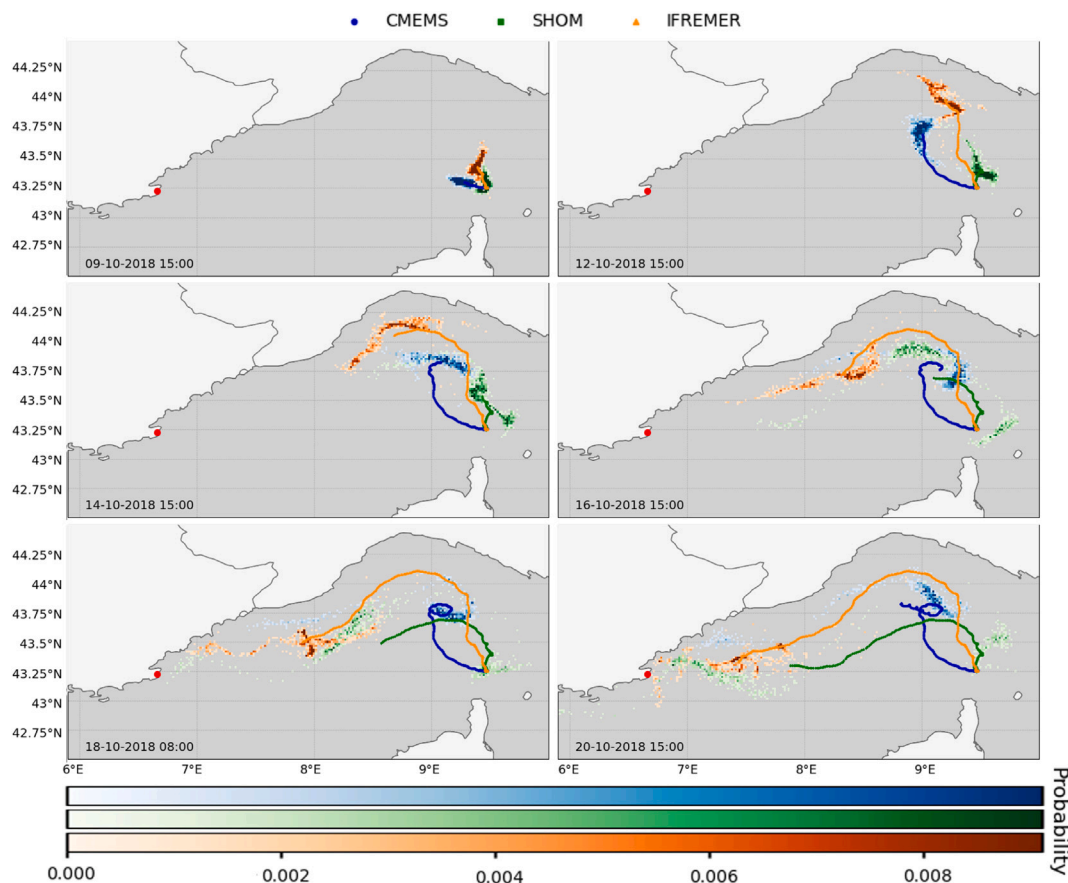 CMEMS SHOM IFREMER
44.25°N
44°N
43.75°N
43.5°N
43.25°N
43°N
42.75°N
09-10-2018 15:00
12-10-2018 15:00
44.25°N
44°N
43.75°N
43.5°N
43.25°N
43°N
42.75°N
14-10-2018 15:00
16-10-2018 15:00
44.25°N
44°N
43.75°N
43.5°N
43.25°N
43°N
42.75°N
18-10-2018 08:00
20-10-2018 15:00
6°E 7°E 8°E 9°E 6°E 7°E 8°E 9°E
Probability
0.000 0.002 0.004 0.006 0.008